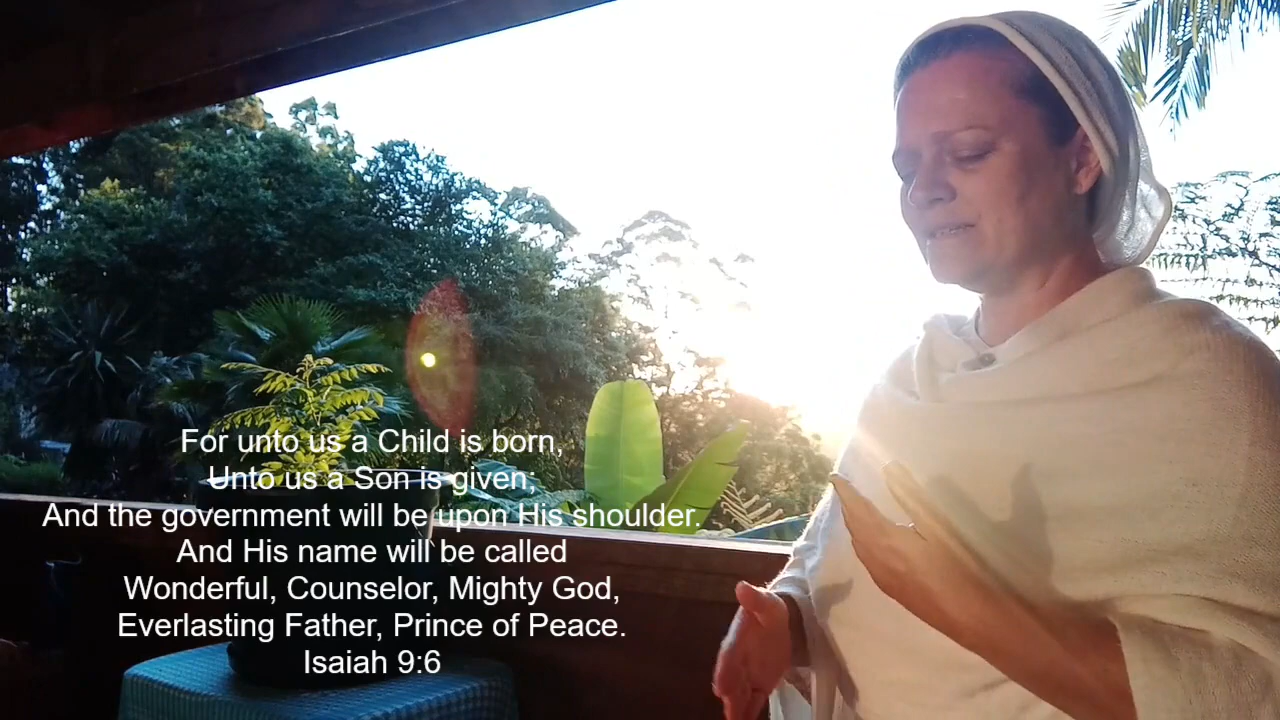 For unto us a Child is born,
Unto us a Son is given;
And the government will be upon His shoulder.
And His name will be called
Wonderful, Counselor, Mighty God,
Everlasting Father, Prince of Peace.
Isaiah 9:6